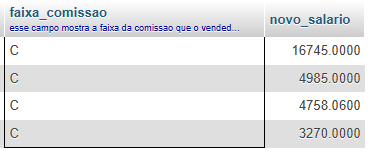 faixa_comissao novo_salario
esse campo mostra a faixa da comissao que o vended...
C 16745.0000
C 4985.0000
C 4758.0600
C 3270.0000